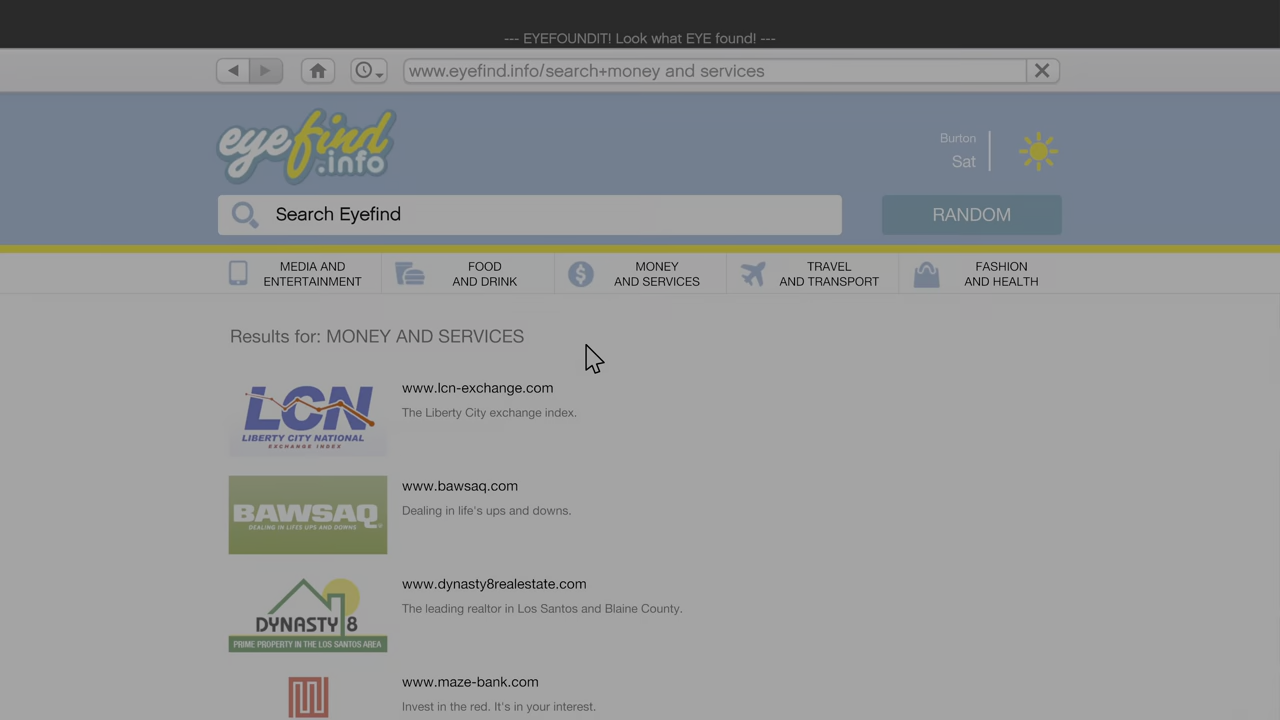 --- EYEFOUNDIT! Look what EYE found! ---
www.eyefind.info/search+money and services
eyefind
.info
Burton
Sat
Search Eyefind
RANDOM
MEDIA AND
ENTERTAINMENT
FOOD
AND DRINK
MONEY
AND SERVICES
TRAVEL
AND TRANSPORT
FASHION
AND HEALTH
Results for: MONEY AND SERVICES
LCN
LIBERTY CITY NATIONAL
EXCHANGE INDEX
www.lcn-exchange.com
The Liberty City exchange index.
BAWSAQ
DEALING IN LIFE'S UPS AND DOWNS
www.bawsaq.com
Dealing in life's ups and downs.
DYNASTY 8
PRIME PROPERTY IN THE LOS SANTOS AREA
www.dynasty8realestate.com
The leading realtor in Los Santos and Blaine County.
www.maze-bank.com
Invest in the red. It's in your interest.